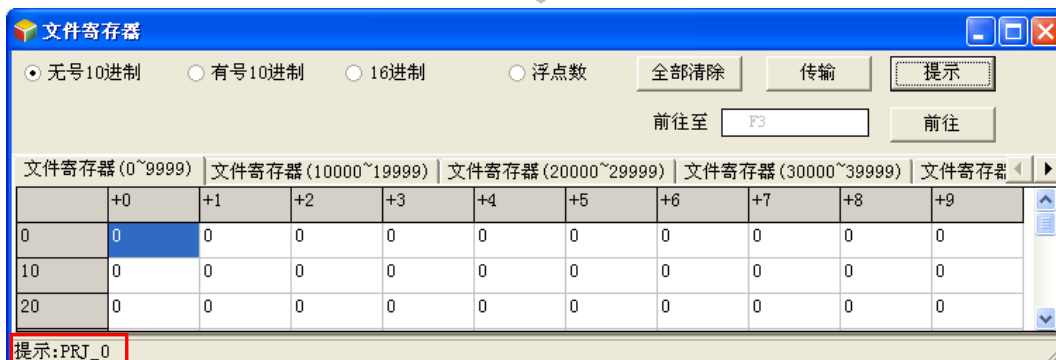 文件寄存器
无号10进制 有号10进制 16进制 浮点数 全部清除 传输 提示
前往至 F3 前往
文件寄存器(0~9999) 文件寄存器(10000~19999) 文件寄存器(20000~29999) 文件寄存器(30000~39999) 文件寄存器
+0 +1 +2 +3 +4 +5 +6 +7 +8 +9
0 0 0 0 0 0 0 0 0 0 0
10 0 0 0 0 0 0 0 0 0 0
20 0 0 0 0 0 0 0 0 0 0
提示:PRJ_0